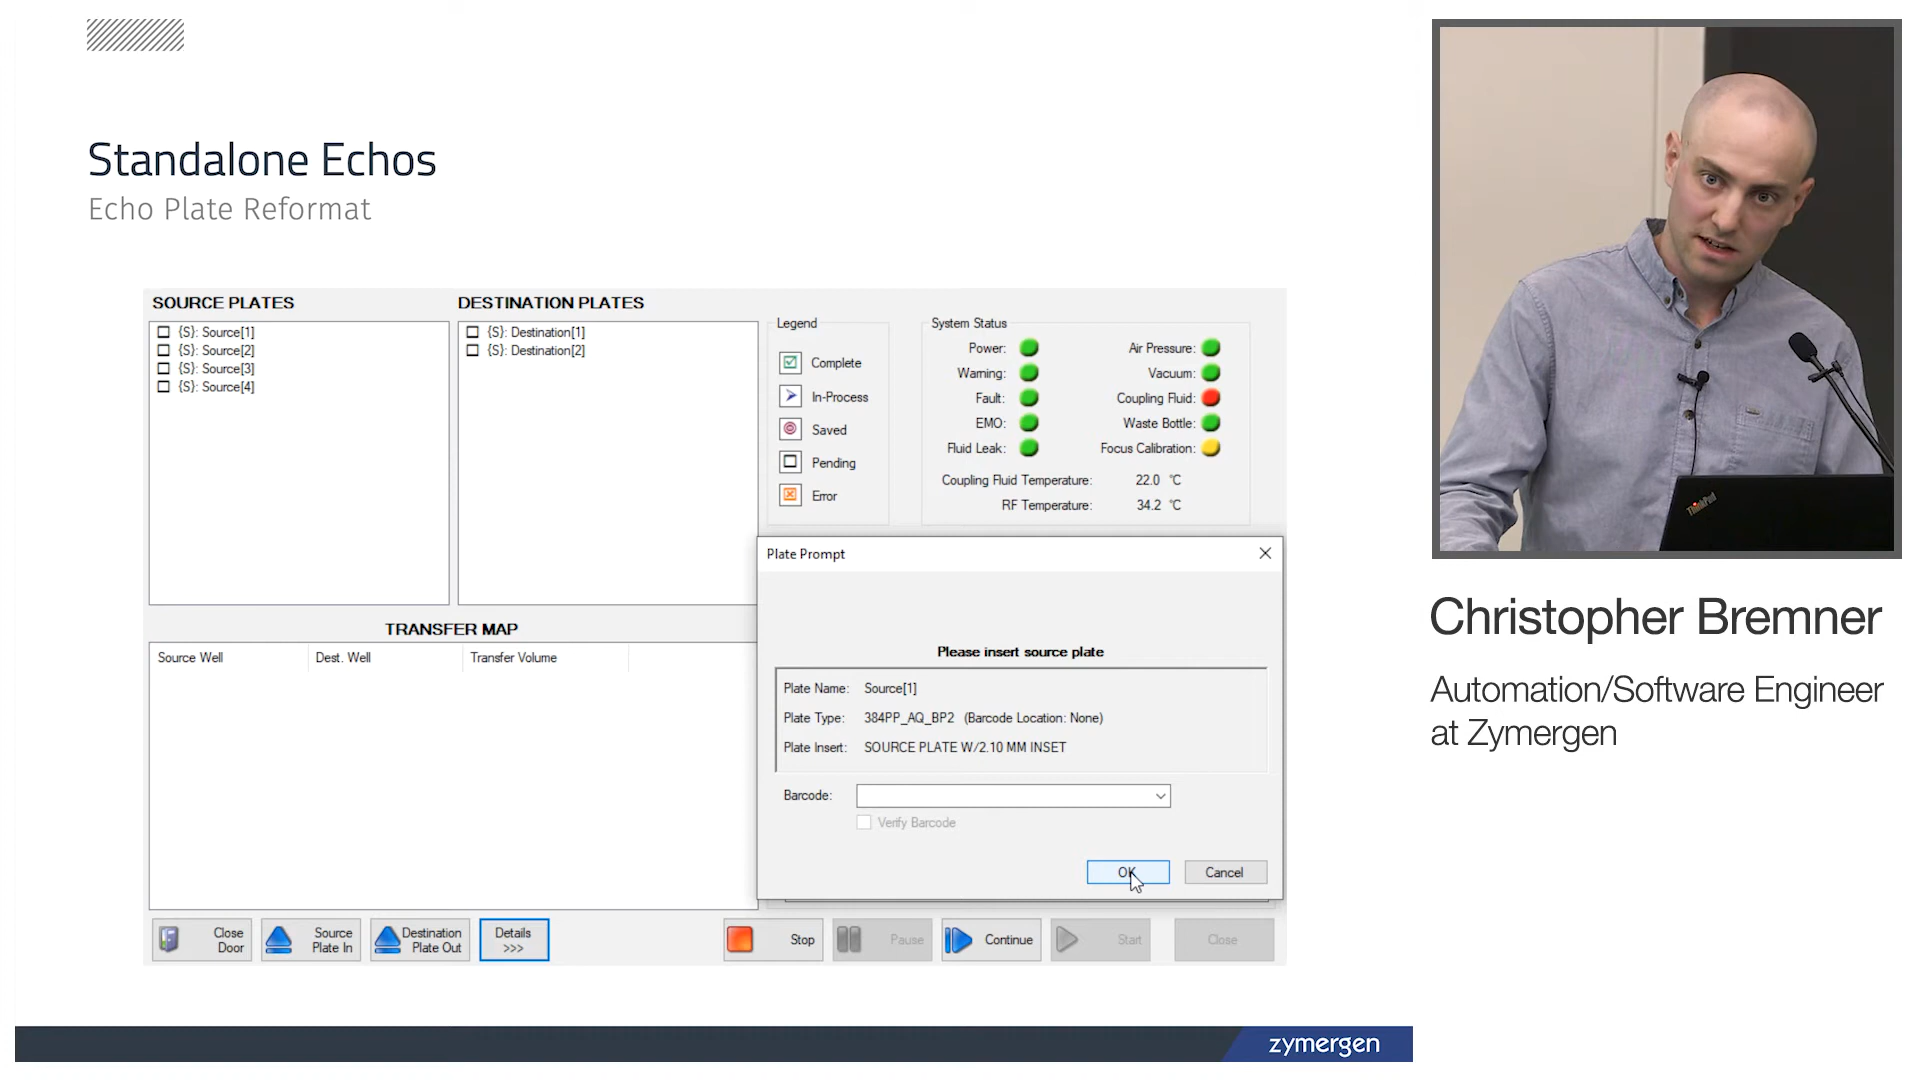 Standalone Echos
Echo Plate Reformat
SOURCE PLATES
{S}: Source[1]
{S}: Source[2]
{S}: Source[3]
{S}: Source[4]
DESTINATION PLATES
{S}: Destination[1]
{S}: Destination[2]
Legend
Complete
In-Process
Saved
Pending
Error
System Status
Power:
Warning:
Fault:
EMO:
Fluid Leak:
Air Pressure:
Vacuum:
Coupling Fluid:
Waste Bottle:
Focus Calibration:
Coupling Fluid Temperature: 22.0 °C
RF Temperature: 34.2 °C
TRANSFER MAP
Source Well Dest. Well Transfer Volume
Plate Prompt
Please insert source plate
Plate Name: Source[1]
Plate Type: 384PP_AQ_BP2 (Barcode Location: None)
Plate Insert: SOURCE PLATE W/2.10 MM INSET
Barcode:
Verify Barcode
OK
Cancel
Close
Door
Source
Plate In
Destination
Plate Out
Details
>>>
Stop
Pause
Continue
Start
Close
zymergen
ThinkPad
Christopher Bremner
Automation/Software Engineer
at Zymergen